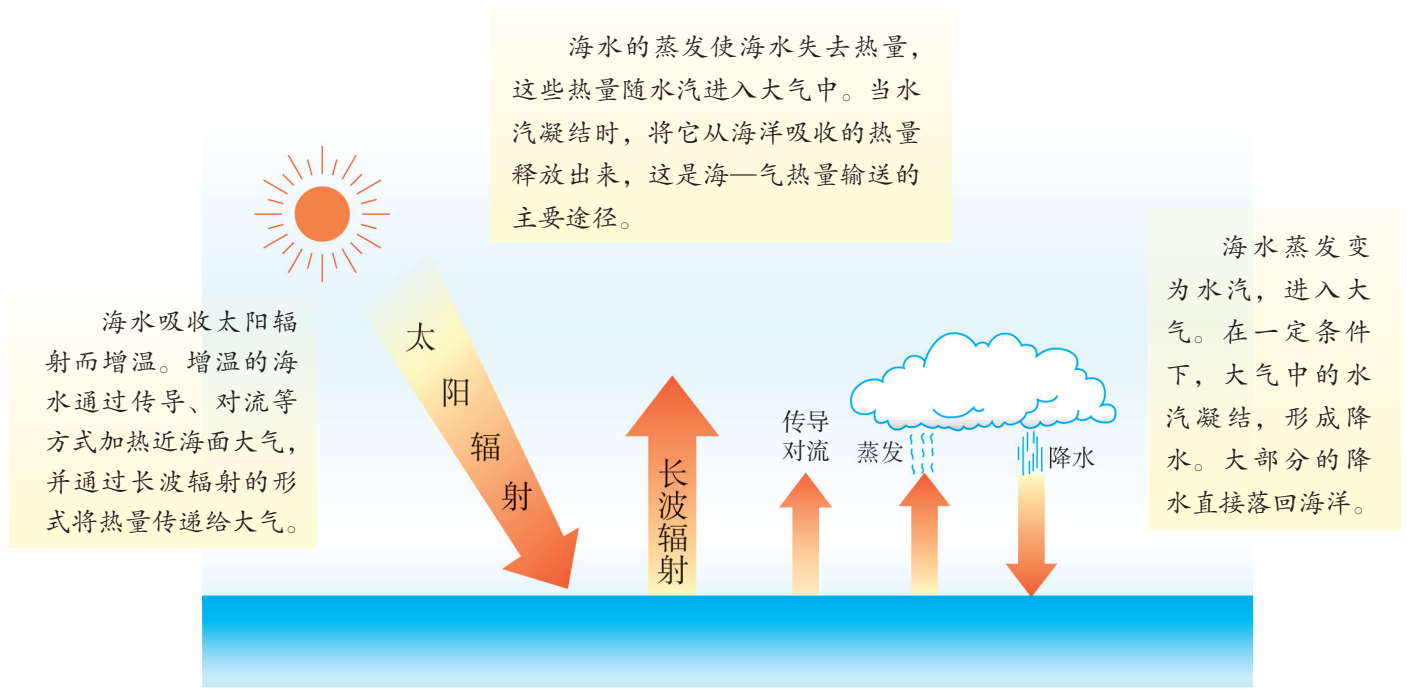 海水的蒸发使海水失去热量，
这些热量随水汽进入大气中。当水
汽凝结时，将它从海洋吸收的热量
释放出来，这是海—气热量输送的
主要途径。
海水吸收太阳辐
射而增温。增温的海
水通过传导、对流等
方式加热近海面大气，
并通过长波辐射的形
式将热量传递给大气。
太阳辐射
长波辐射
传导
对流
蒸发
降水
海水蒸发变
为水汽，进入大
气。在一定条件
下，大气中的水
汽凝结，形成降
水。大部分的降
水直接落回海洋。